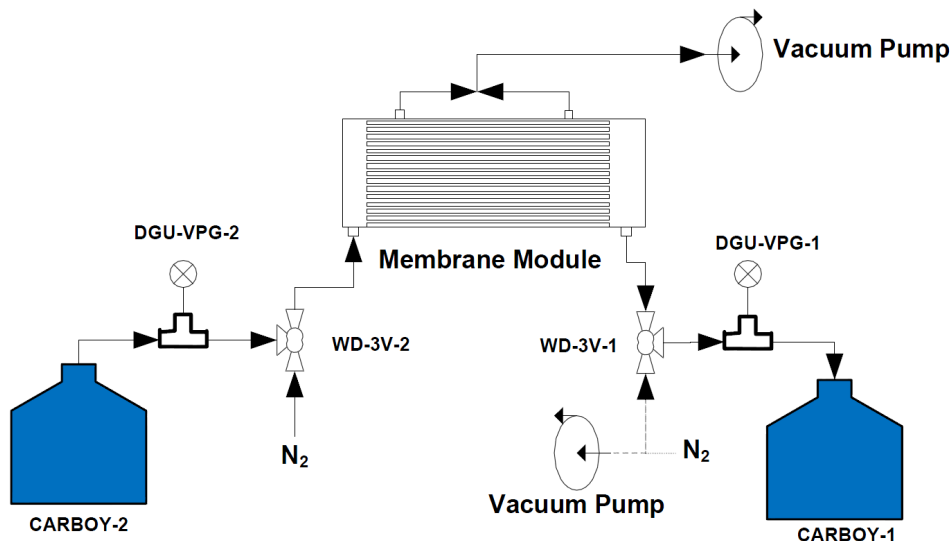 Vacuum Pump
DGU-VPG-2
DGU-VPG-1
Membrane Module
WD-3V-2
WD-3V-1
N₂
N₂
Vacuum Pump
CARBOY-2
CARBOY-1